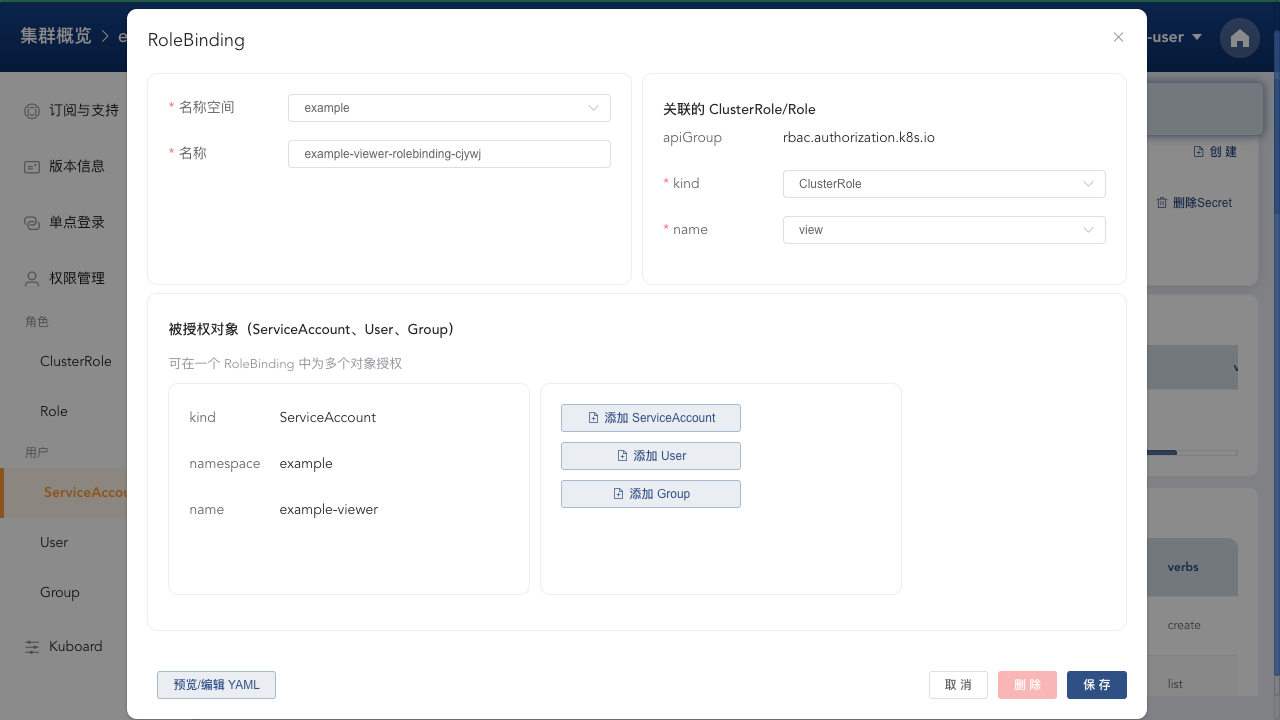 集群概览 > e
-user
订阅与支持
版本信息
单点登录
权限管理
角色
ClusterRole
Role
用户
ServiceAccou
User
Group
Kuboard
RoleBinding
* 名称空间 example
* 名称 example-viewer-rolebinding-cjywj
关联的 ClusterRole/Role
apiGroup rbac.authorization.k8s.io
* kind ClusterRole
* name view
被授权对象（ServiceAccount、User、Group）
可在一个 RoleBinding 中为多个对象授权
kind ServiceAccount
namespace example
name example-viewer
添加 ServiceAccount
添加 User
添加 Group
预览/编辑 YAML
取 消
删 除
保 存
创 建
删除Secret
verbs
create
list